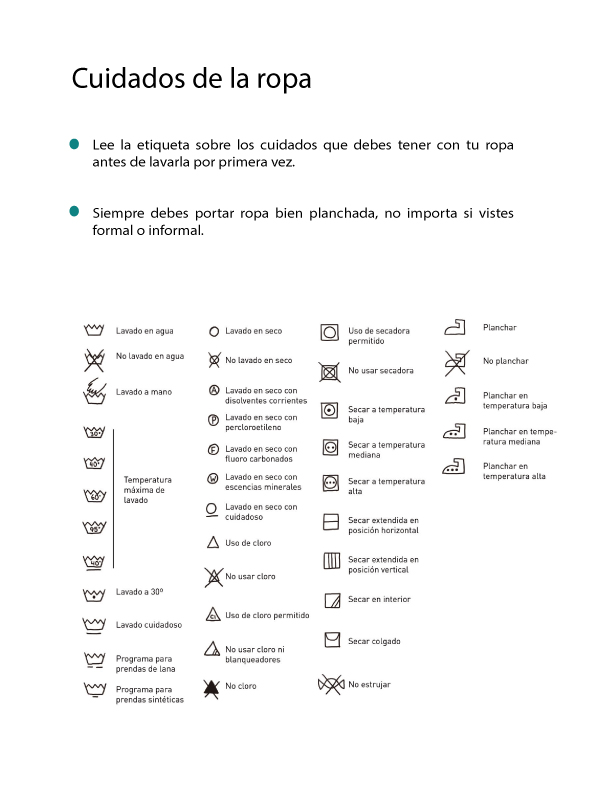 Cuidados de la ropa
Lee la etiqueta sobre los cuidados que debes tener con tu ropa
antes de lavarla por primera vez.
Siempre debes portar ropa bien planchada, no importa si vistes
formal o informal.
Lavado en agua
No lavado en agua
Lavado a mano
30°
40°
60°
95°
40°
Temperatura
máxima de
lavado
Lavado a 30º
Lavado cuidadoso
Programa para
prendas de lana
Programa para
prendas sintéticas
Lavado en seco
No lavado en seco
A
Lavado en seco con
disolventes corrientes
P
Lavado en seco con
percloroetileno
F
Lavado en seco con
fluoro carbonados
W
Lavado en seco con
escencias minerales
Lavado en seco con
cuidadoso
Uso de cloro
No usar cloro
Cl
Uso de cloro permitido
No usar cloro ni
blanqueadores
No cloro
Uso de secadora
permitido
No usar secadora
Secar a temperatura
baja
Secar a temperatura
mediana
Secar a temperatura
alta
Secar extendida en
posición horizontal
Secar extendida en
posición vertical
Secar en interior
Secar colgado
No estrujar
Planchar
No planchar
Planchar en
temperatura baja
Planchar en tempe-
ratura mediana
Planchar en
temperatura alta